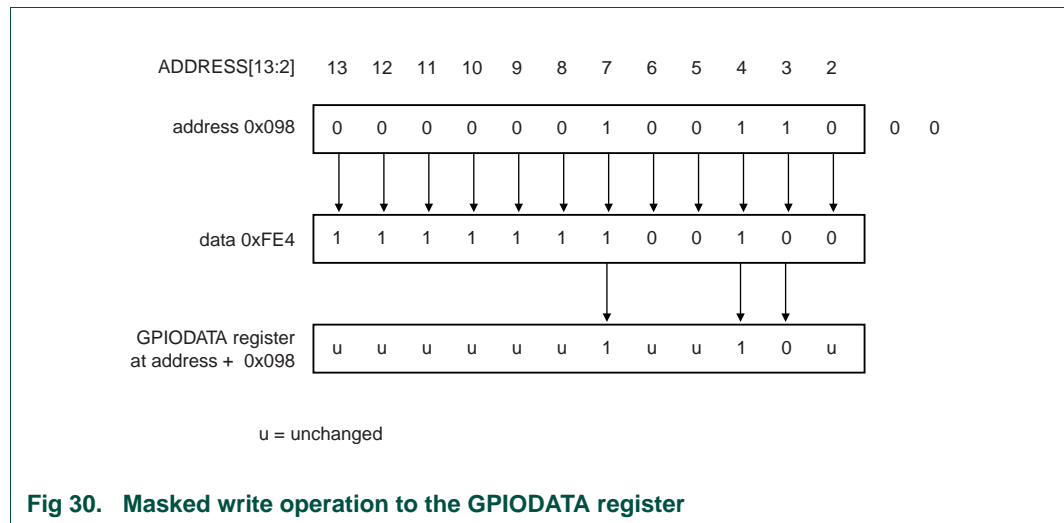 ADDRESS[13:2] 13 12 11 10 9 8 7 6 5 4 3 2
address 0x098 0 0 0 0 0 0 1 0 0 1 1 0 0 0
data 0xFE4 1 1 1 1 1 1 1 0 0 1 0 0
GPIODATA register
at address + 0x098
u u u u u u 1 u u 1 0 u
u = unchanged
Fig 30. Masked write operation to the GPIODATA register